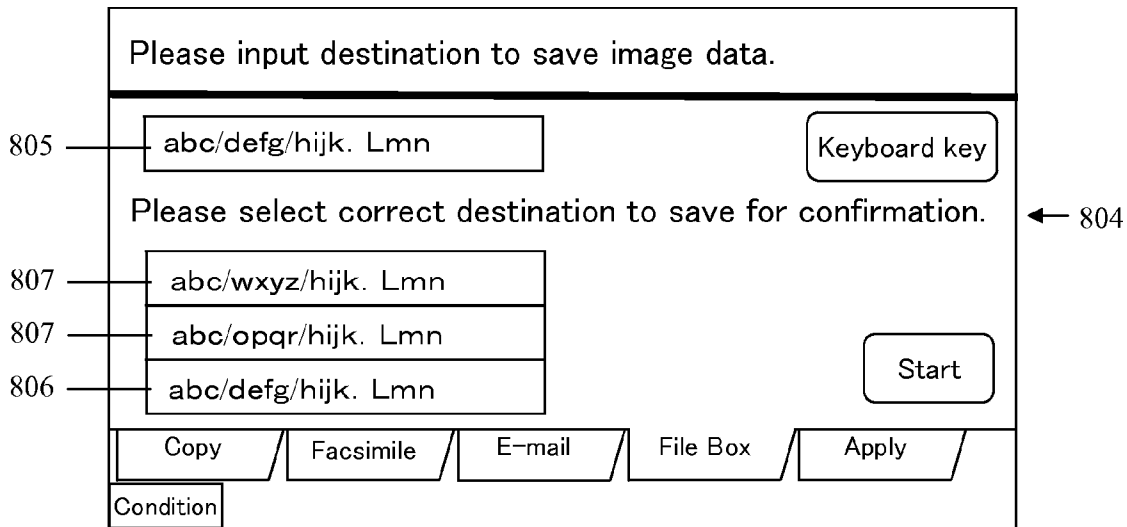 Please input destination to save image data.
805 abc/defg/hijk. Lmn Keyboard key
Please select correct destination to save for confirmation. 804
807 abc/wxyz/hijk. Lmn
807 abc/opqr/hijk. Lmn
806 abc/defg/hijk. Lmn Start
Copy Facsimile E-mail File Box Apply
Condition